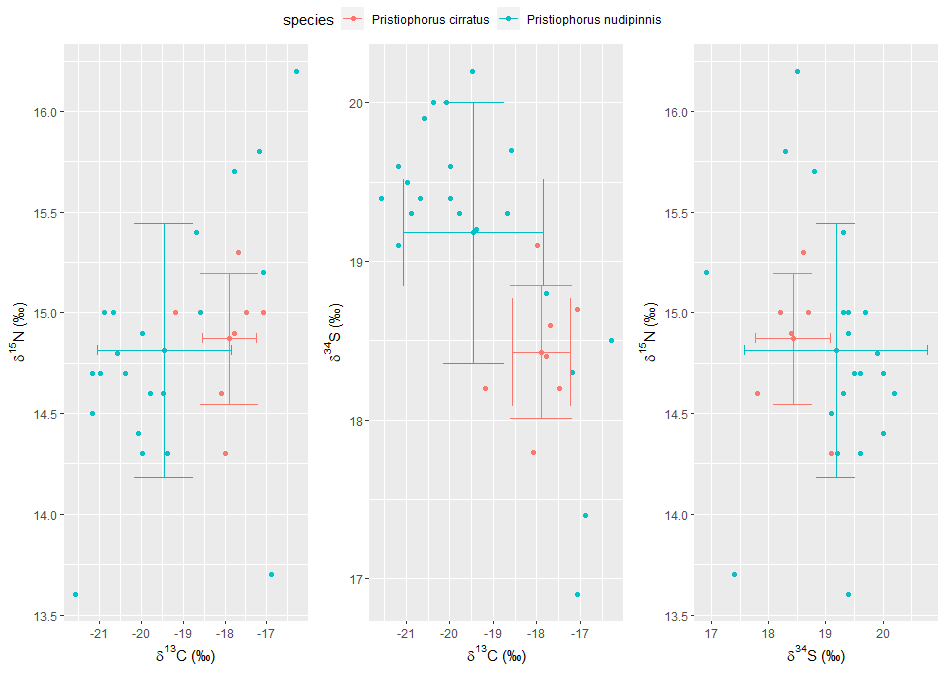 species Pristiophorus cirratus Pristiophorus nudipinnis
δ¹⁵N (‰)
16.0
15.5
15.0
14.5
14.0
13.5
-21 -20 -19 -18 -17
δ¹³C (‰)
δ³⁴S (‰)
20
19
18
17
-21 -20 -19 -18 -17
δ¹³C (‰)
δ¹⁵N (‰)
16.0
15.5
15.0
14.5
14.0
13.5
17 18 19 20
δ³⁴S (‰)